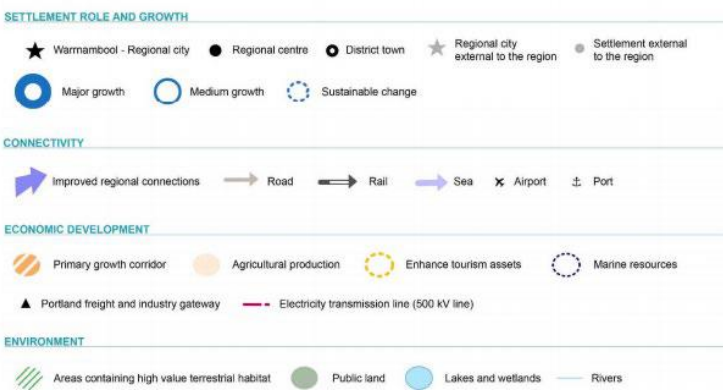 SETTLEMENT ROLE AND GROWTH
Warrnambool - Regional city Regional centre District town Regional city external to the region Settlement external to the region
Major growth Medium growth Sustainable change
CONNECTIVITY
Improved regional connections Road Rail Sea Airport Port
ECONOMIC DEVELOPMENT
Primary growth corridor Agricultural production Enhance tourism assets Marine resources
Portland freight and industry gateway Electricity transmission line (500 kV line)
ENVIRONMENT
Areas containing high value terrestrial habitat Public land Lakes and wetlands Rivers